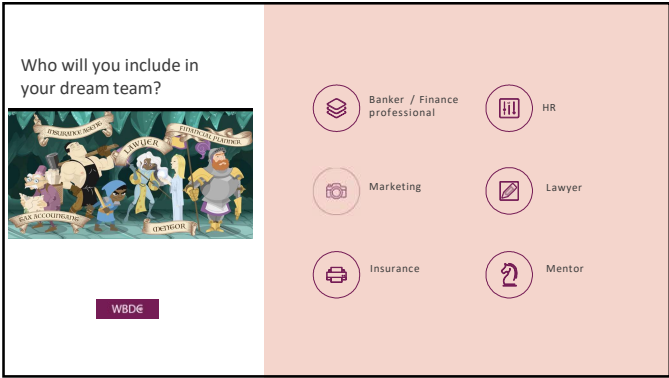 Who will you include in
your dream team?
INSURANCE AGENT
LAWYER
FINANCIAL PLANNER
TAX ACCOUNTANT
MENTOR
WBDC
Banker / Finance
professional
HR
Marketing
Lawyer
Insurance
Mentor